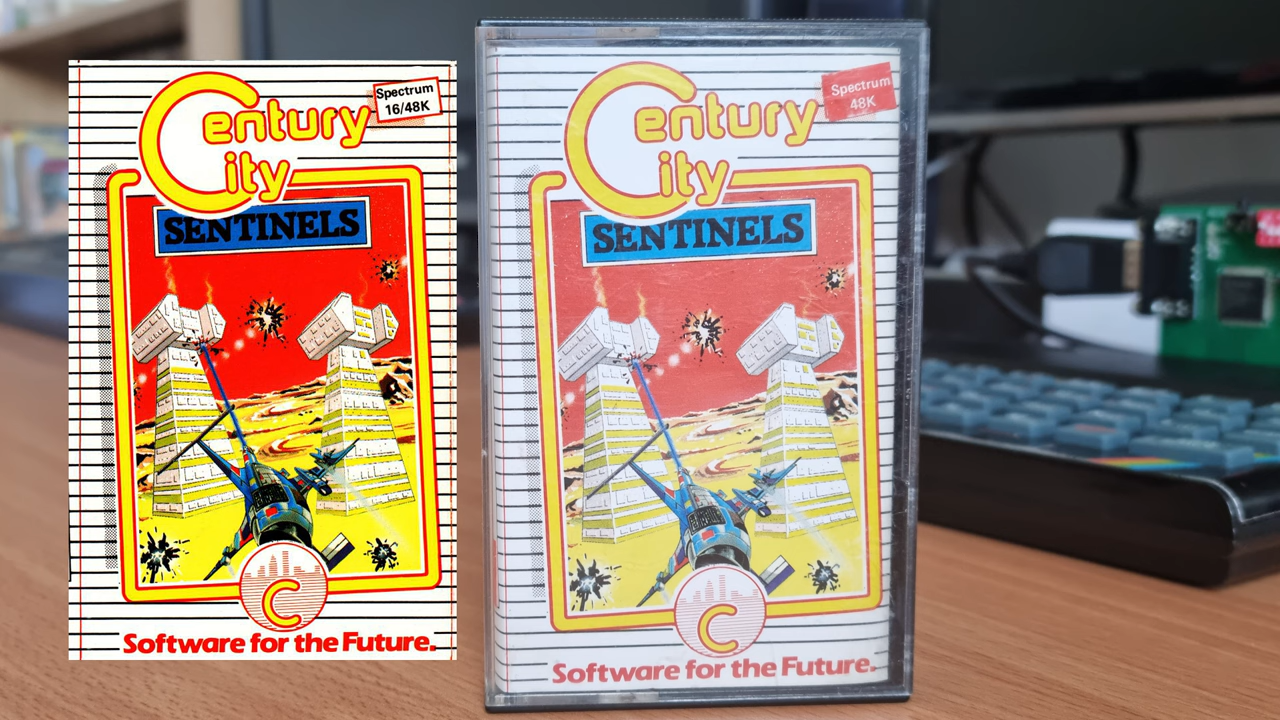 Century
City
Spectrum
16/48K
SENTINELS
C
Software for the Future.
Century
City
Spectrum
48K
SENTINELS
C
Software for the Future.